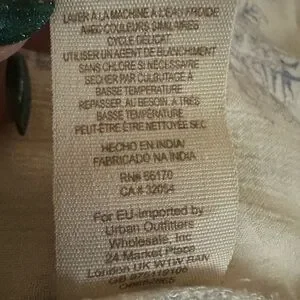 LAVER À LA MACHINE À L'EAU FROIDE
AVEC COULEURS SIMILAIRES
CYCLE DÉLICAT
UTILISER UN AGENT DE BLANCHIMENT
SANS CHLORE SI NÉCESSAIRE
SÉCHER PAR CULBUTAGE À
BASSE TEMPÉRATURE
REPASSER, AU BESOIN, À TRÈS
BASSE TEMPÉRATURE
PEUT-ÊTRE ÊTRE NETTOYÉE SEC
HECHO EN INDIA/
FABRICADO NA ÍNDIA
RN# 66170
CA# 32054
For EU-imported by
Urban Outfitters
Wholesale, Inc
24 Market Place
London UK W1W 8AN
GB 978119106